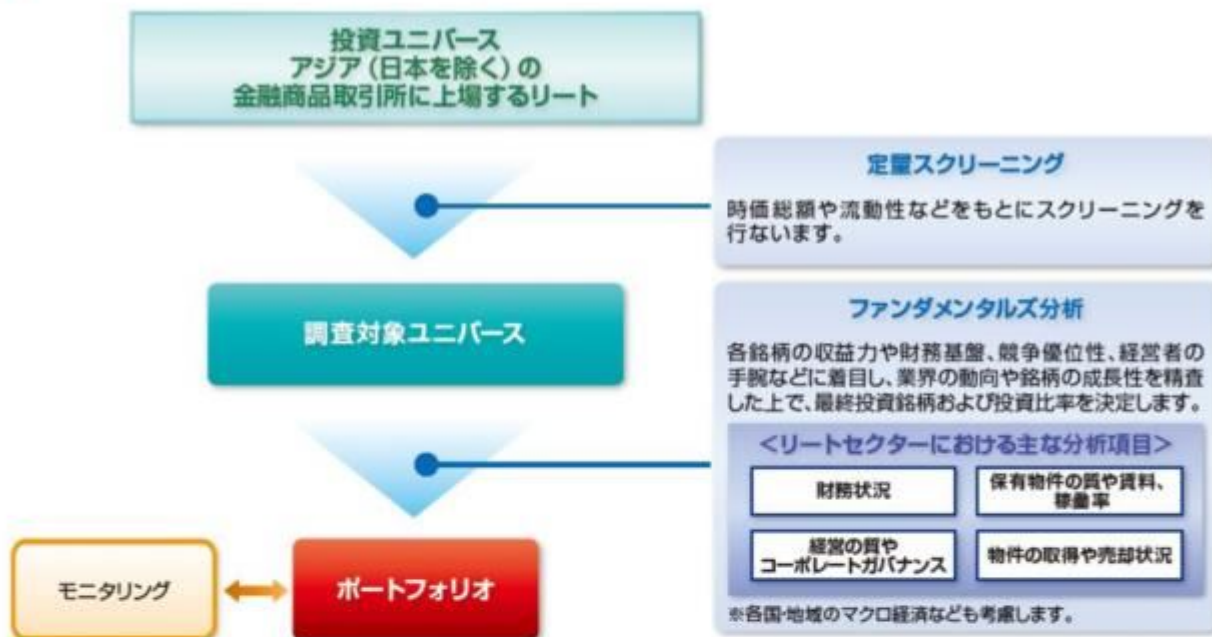 投資ユニバース
アジア（日本を除く）の
金融商品取引所に上場するリート
定量スクリーニング
時価総額や流動性などをもとにスクリーニングを
行ないます。
調査対象ユニバース
ファンダメンタルズ分析
各銘柄の収益力や財務基盤、競争優位性、経営者の
手腕などに着目し、業界の動向や銘柄の成長性を精査
した上で、最終投資銘柄および投資比率を決定します。
＜リートセクターにおける主な分析項目＞
財務状況
保有物件の質や賃料、
稼働率
経営の質や
コーポレートガバナンス
物件の取得や売却状況
※各国・地域のマクロ経済なども考慮します。
モニタリング
ポートフォリオ